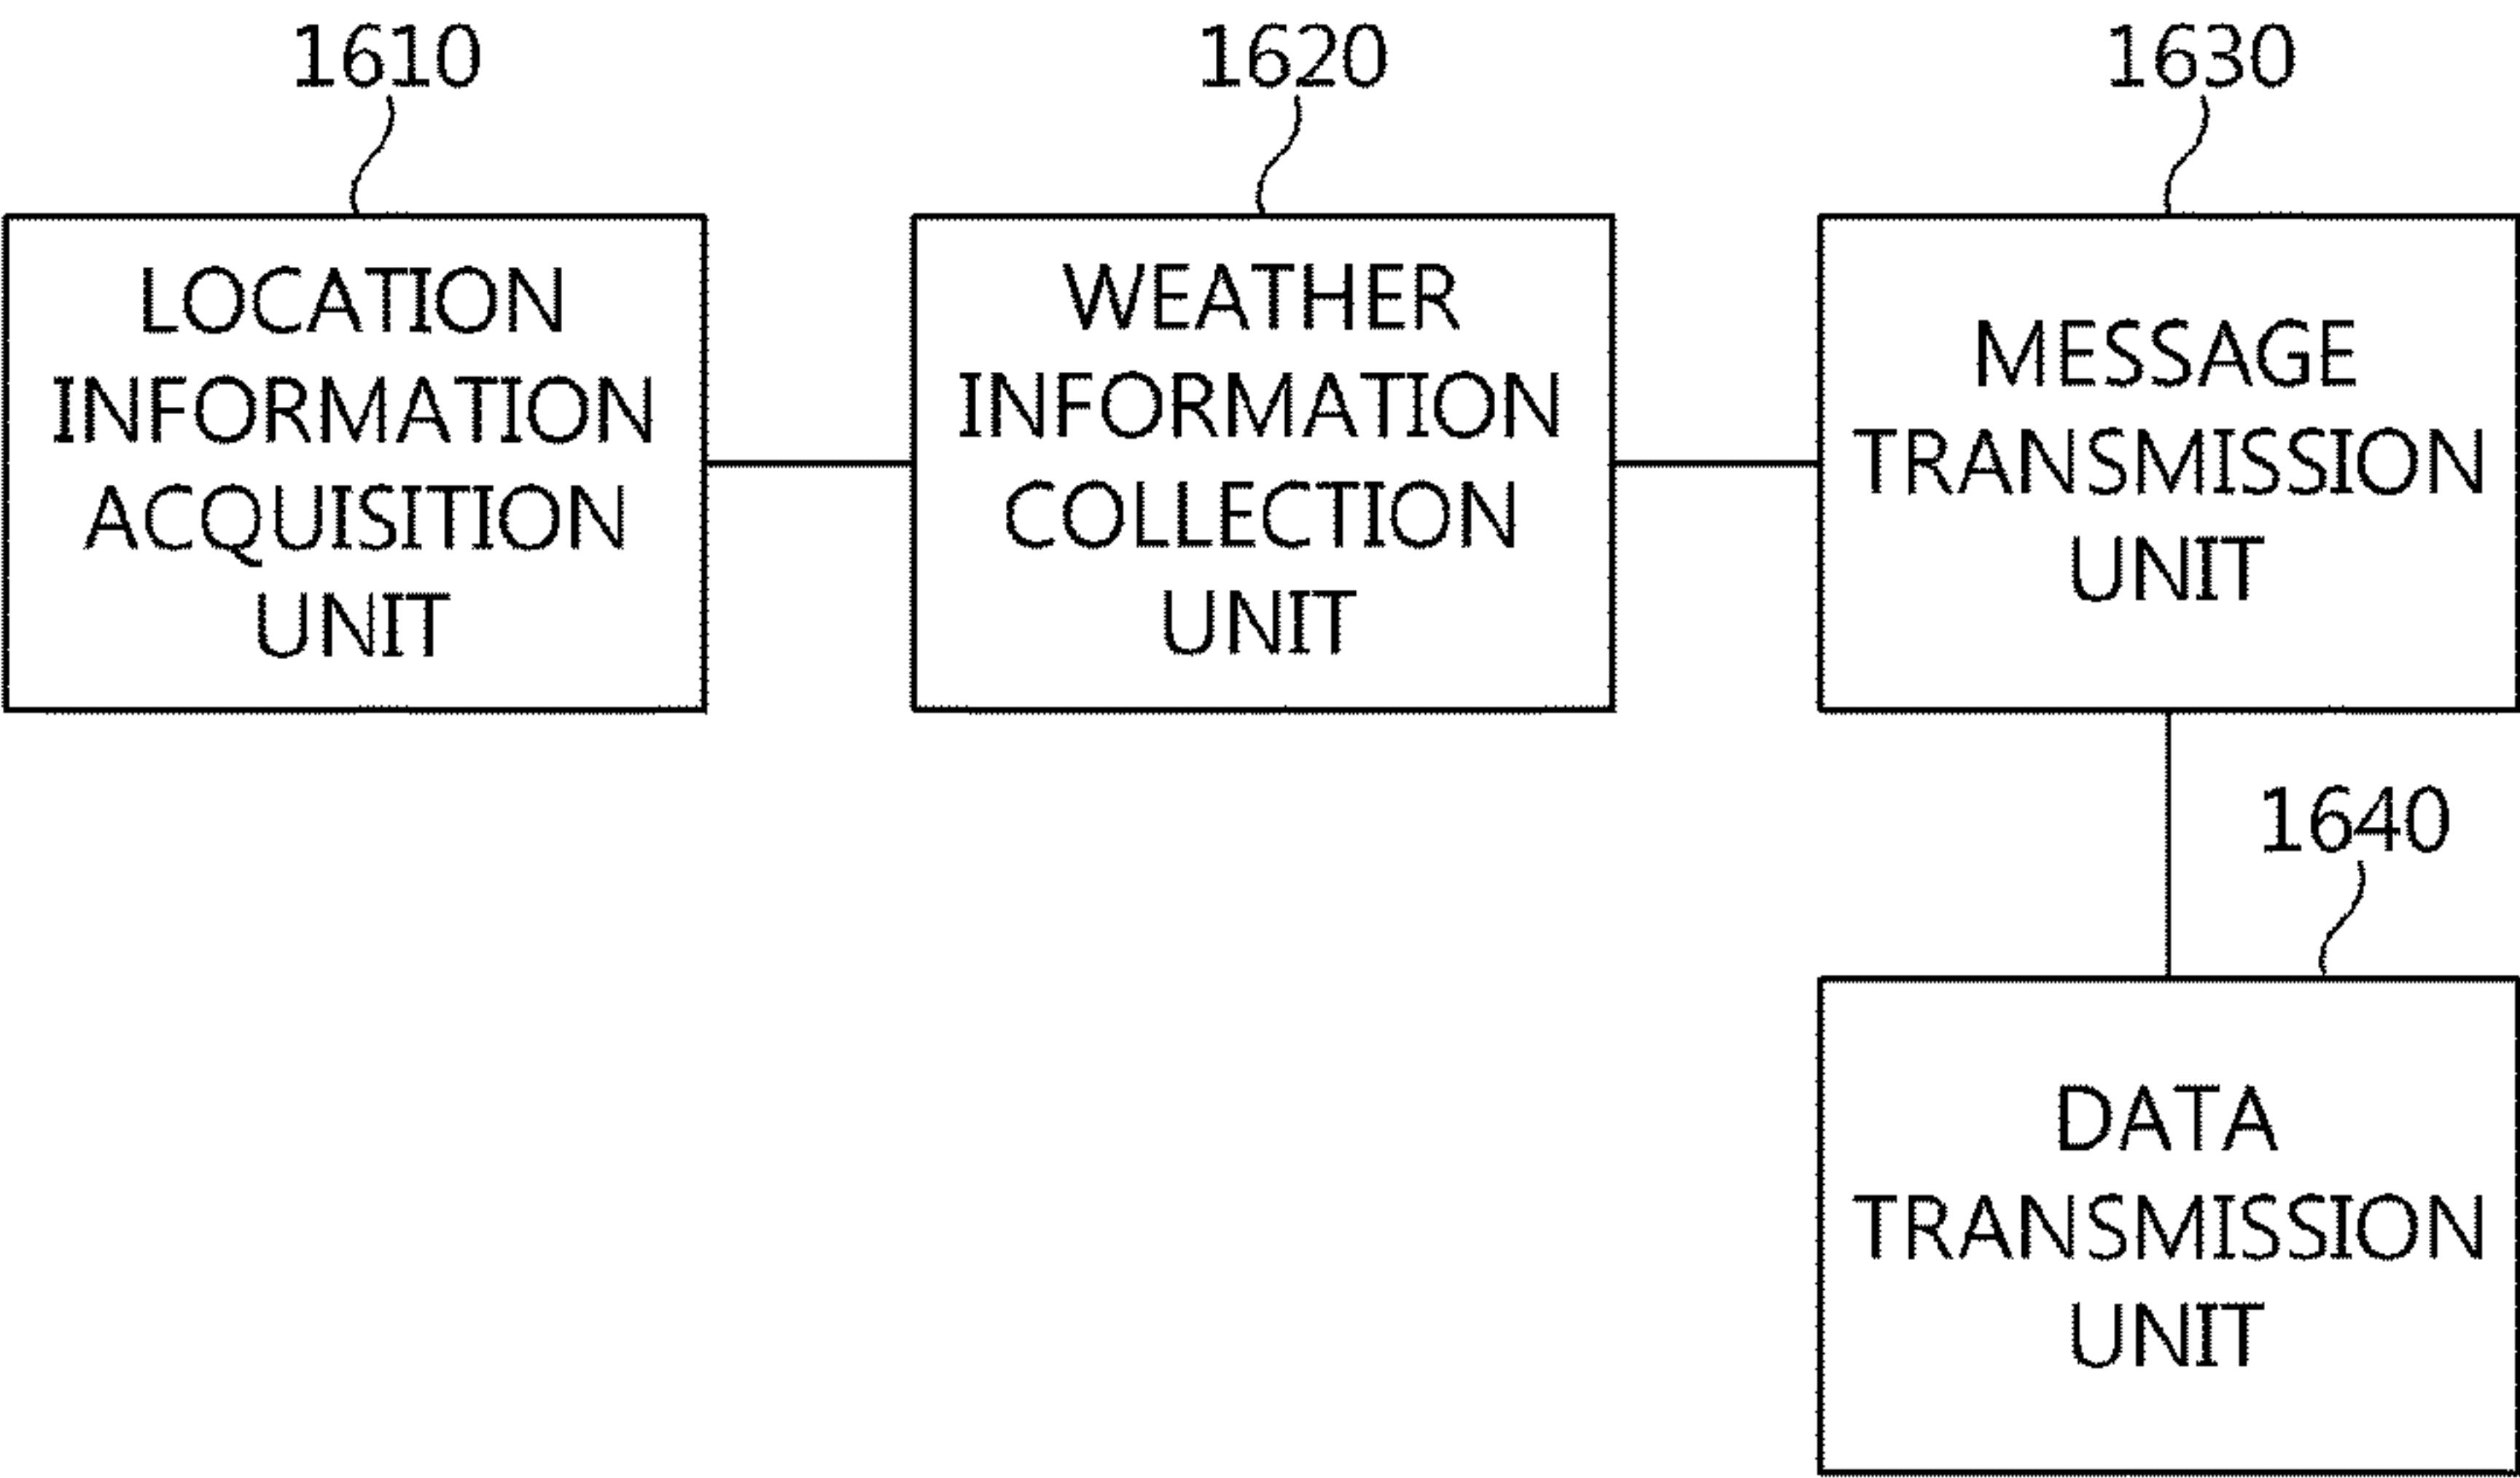 1610
LOCATION
INFORMATION
ACQUISITION
UNIT
1620
WEATHER
INFORMATION
COLLECTION
UNIT
1630
MESSAGE
TRANSMISSION
UNIT
1640
DATA
TRANSMISSION
UNIT